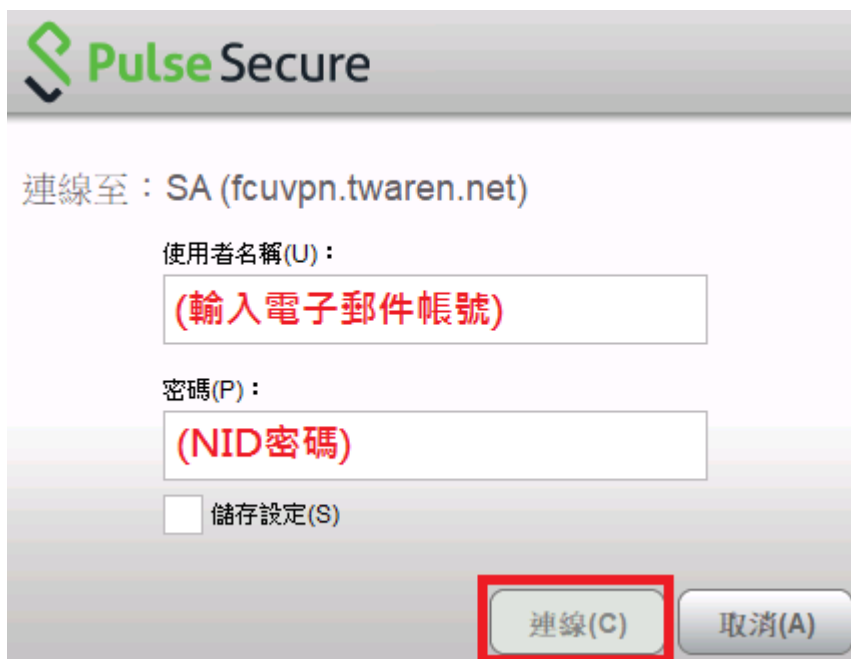 Pulse Secure
連線至：SA (fcuvpn.twaren.net)
使用者名稱(U)：
(輸入電子郵件帳號)
密碼(P)：
(NID密碼)
儲存設定(S)
連線(C) 取消(A)